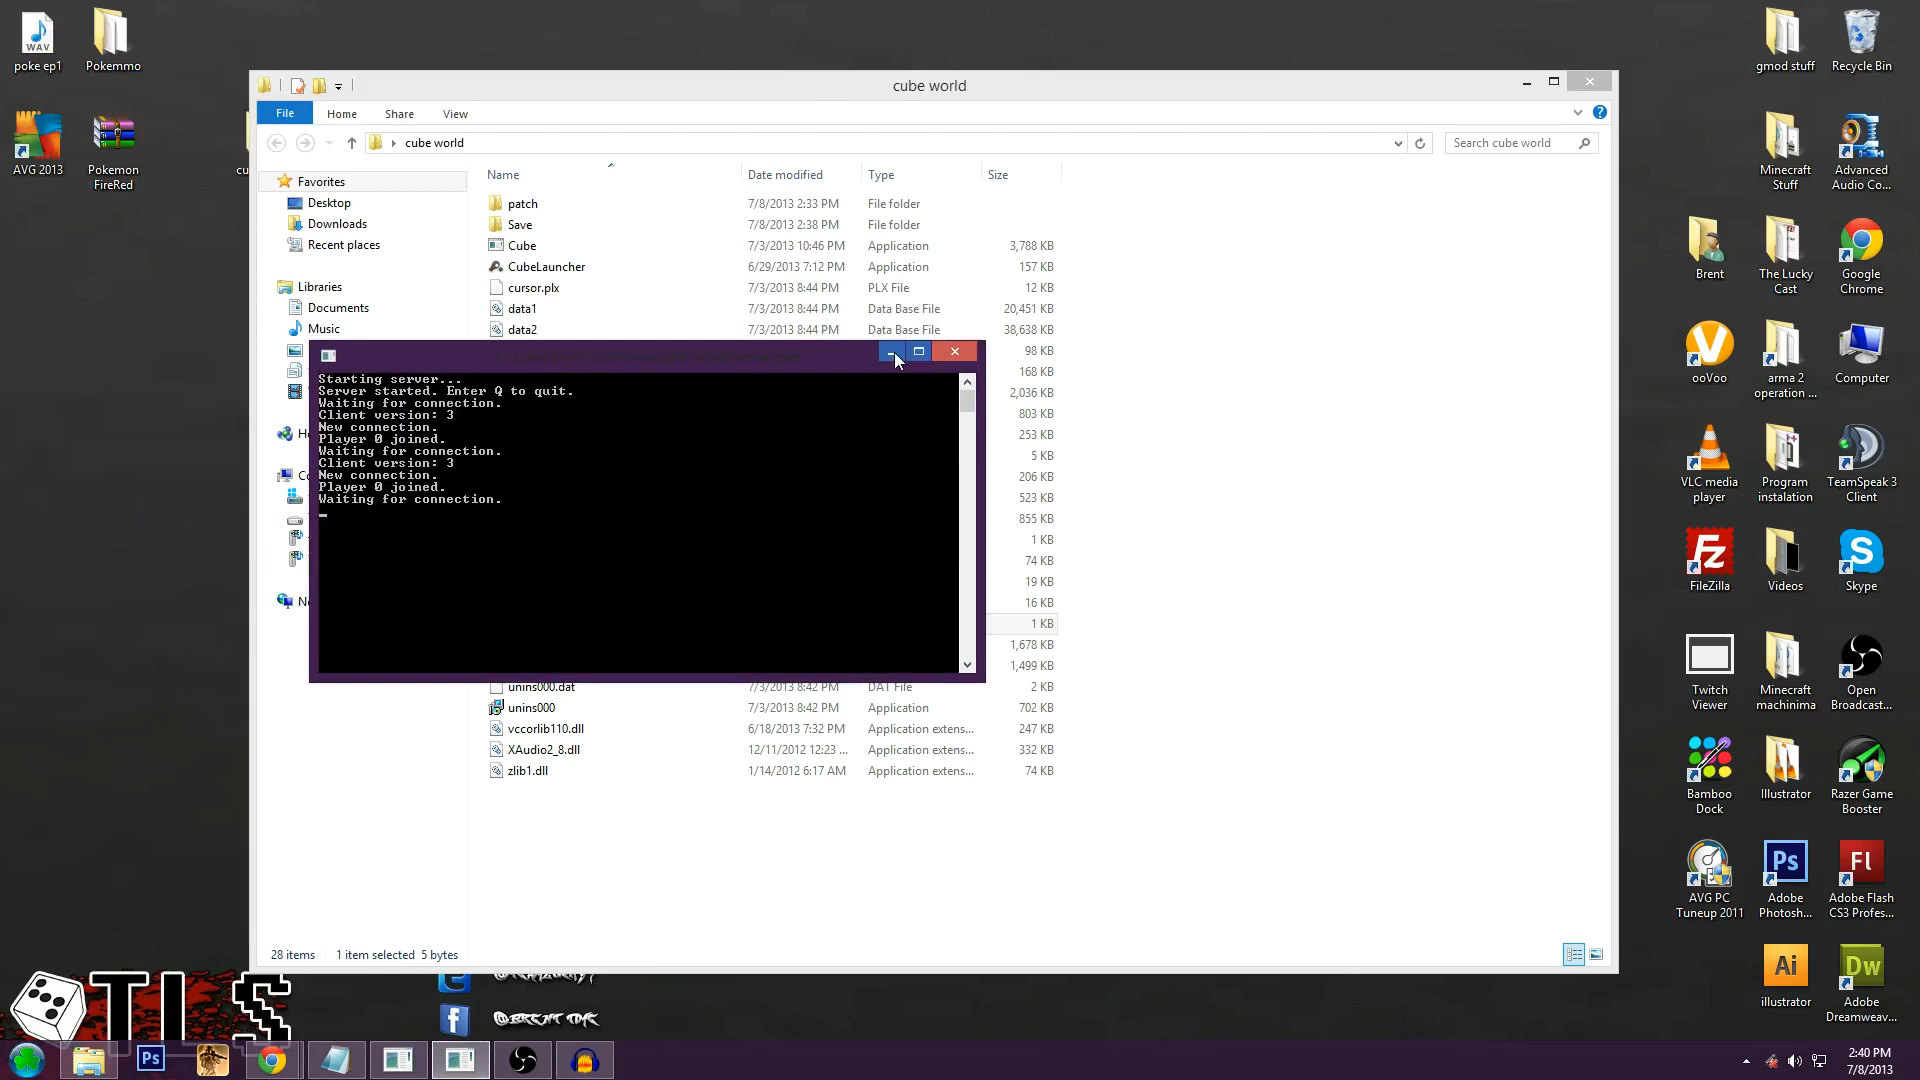 poke ep1
Pokemmo
AVG 2013
Pokemon
FireRed
cu
cube world
File
Home
Share
View
cube world
Search cube world
Name
Date modified
Type
Size
Favorites
Desktop
Downloads
Recent places
Libraries
Documents
Music
patch 7/8/2013 2:33 PM File folder
Save 7/8/2013 2:38 PM File folder
Cube 7/3/2013 10:46 PM Application 3,788 KB
CubeLauncher 6/29/2013 7:12 PM Application 157 KB
cursor.plx 7/3/2013 8:44 PM PLX File 12 KB
data1 7/3/2013 8:44 PM Data Base File 20,451 KB
data2 7/3/2013 8:44 PM Data Base File 38,638 KB
98 KB
168 KB
2,036 KB
803 KB
253 KB
5 KB
206 KB
523 KB
855 KB
1 KB
74 KB
19 KB
16 KB
1 KB
1,678 KB
1,499 KB
Starting server...
Server started. Enter Q to quit.
Waiting for connection.
Client version: 3
New connection.
Player 0 joined.
Waiting for connection.
Client version: 3
New connection.
Player 0 joined.
Waiting for connection.
unins000.dat 7/3/2013 8:42 PM DAT File 2 KB
unins000 7/3/2013 8:42 PM Application 702 KB
vccorlib110.dll 6/18/2013 7:32 PM Application extens... 247 KB
XAudio2_8.dll 12/11/2012 12:23 ... Application extens... 332 KB
zlib1.dll 1/14/2012 6:17 AM Application extens... 74 KB
28 items 1 item selected 5 bytes
gmod stuff
Recycle Bin
Minecraft
Stuff
Advanced
Audio Co...
Brent
The Lucky
Cast
Google
Chrome
ooVoo
arma 2
operation ...
Computer
VLC media
player
Program
instalation
TeamSpeak 3
Client
FileZilla
Videos
Skype
Twitch
Viewer
Minecraft
machinima
Open
Broadcast...
Bamboo
Dock
Illustrator
Razer Game
Booster
AVG PC
Tuneup 2011
Adobe
Photosh...
Adobe Flash
CS3 Profes...
illustrator
Adobe
Dreamweav...
TLS
2:40 PM
7/8/2013